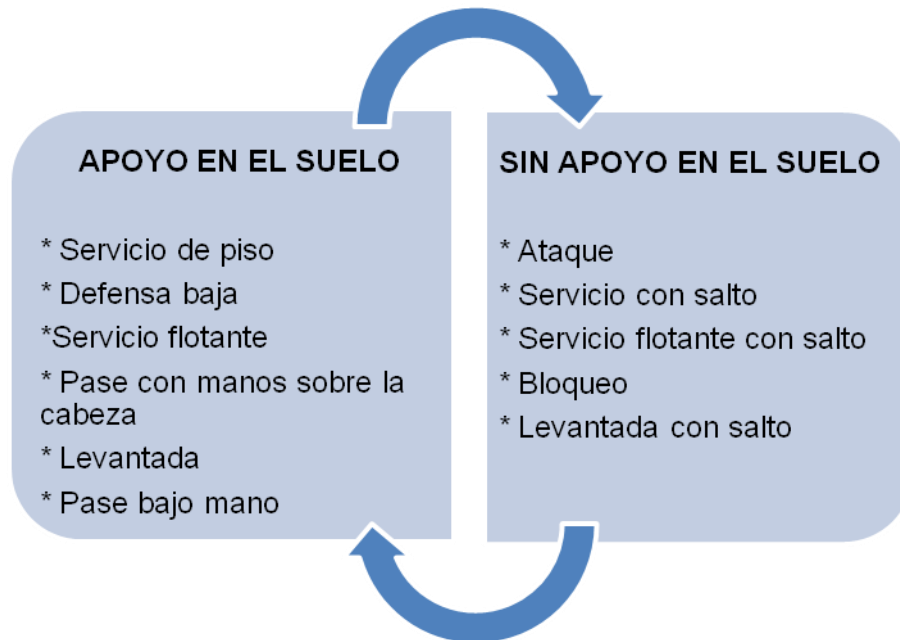 APOYO EN EL SUELO
* Servicio de piso
* Defensa baja
*Servicio flotante
* Pase con manos sobre la
cabeza
* Levantada
* Pase bajo mano
SIN APOYO EN EL SUELO
* Ataque
* Servicio con salto
* Servicio flotante con salto
* Bloqueo
* Levantada con salto